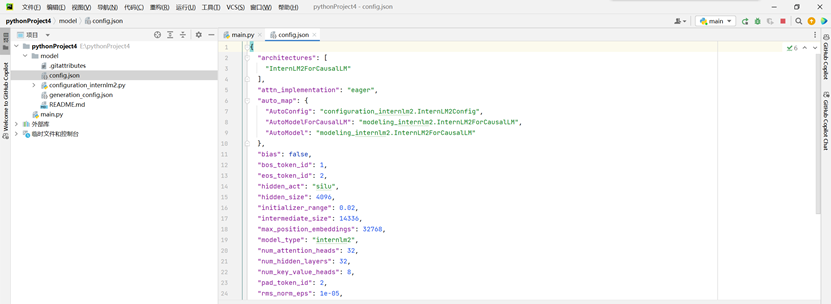 文件(F) 编辑(E) 视图(V) 导航(N) 代码(C) 重构(R) 运行(U) 工具(T) VCS(S) 窗口(W) 帮助(H) pythonProject4 - config.json
pythonProject4 model config.json main
项目
pythonProject4 E:\pythonProject4
model
.gitattributes
config.json
configuration_internlm2.py
generation_config.json
README.md
main.py
外部库
临时文件和控制台
Welcome to GitHub Copilot
main.py config.json
1 {
2 "architectures": [
3 "InternLM2ForCausalLM"
4 ],
5 "attn_implementation": "eager",
6 "auto_map": {
7 "AutoConfig": "configuration_internlm2.InternLM2Config",
8 "AutoModelForCausalLM": "modeling_internlm2.InternLM2ForCausalLM",
9 "AutoModel": "modeling_internlm2.InternLM2ForCausalLM"
10 },
11 "bias": false,
12 "bos_token_id": 1,
13 "eos_token_id": 2,
14 "hidden_act": "silu",
15 "hidden_size": 4096,
16 "initializer_range": 0.02,
17 "intermediate_size": 14336,
18 "max_position_embeddings": 32768,
19 "model_type": "internlm2",
20 "num_attention_heads": 32,
21 "num_hidden_layers": 32,
22 "num_key_value_heads": 8,
23 "pad_token_id": 2,
24 "rms_norm_eps": 1e-05,
6
GitHub Copilot
GitHub Copilot Chat